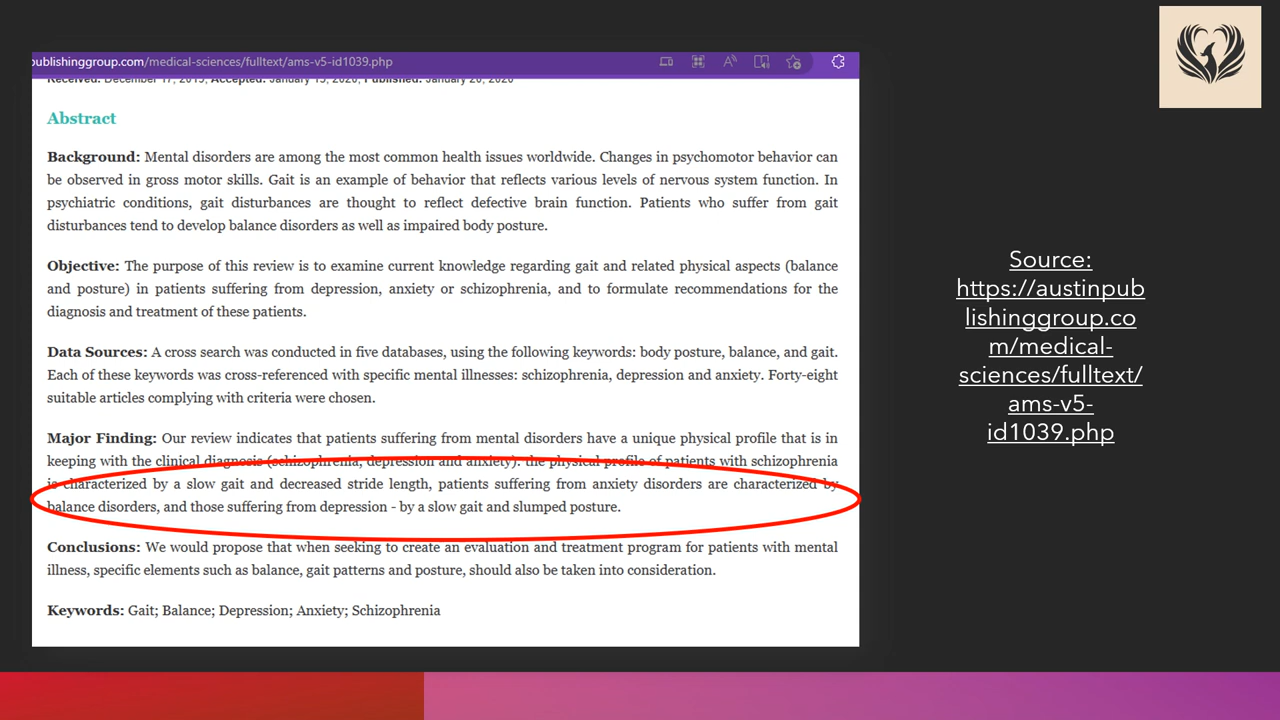 publishinggroup.com/medical-sciences/fulltext/ams-v5-id1039.php
Received: December 17, 2019; Accepted: January 15, 2020; Published: January 20, 2020
Abstract
Background: Mental disorders are among the most common health issues worldwide. Changes in psychomotor behavior can
be observed in gross motor skills. Gait is an example of behavior that reflects various levels of nervous system function. In
psychiatric conditions, gait disturbances are thought to reflect defective brain function. Patients who suffer from gait
disturbances tend to develop balance disorders as well as impaired body posture.
Objective: The purpose of this review is to examine current knowledge regarding gait and related physical aspects (balance
and posture) in patients suffering from depression, anxiety or schizophrenia, and to formulate recommendations for the
diagnosis and treatment of these patients.
Data Sources: A cross search was conducted in five databases, using the following keywords: body posture, balance, and gait.
Each of these keywords was cross-referenced with specific mental illnesses: schizophrenia, depression and anxiety. Forty-eight
suitable articles complying with criteria were chosen.
Major Finding: Our review indicates that patients suffering from mental disorders have a unique physical profile that is in
keeping with the clinical diagnosis (schizophrenia, depression and anxiety): the physical profile of patients with schizophrenia
is characterized by a slow gait and decreased stride length, patients suffering from anxiety disorders are characterized by
balance disorders, and those suffering from depression - by a slow gait and slumped posture.
Conclusions: We would propose that when seeking to create an evaluation and treatment program for patients with mental
illness, specific elements such as balance, gait patterns and posture, should also be taken into consideration.
Keywords: Gait; Balance; Depression; Anxiety; Schizophrenia
Source:
https://austinpub
lishinggroup.co
m/medical-
sciences/fulltext/
ams-v5-
id1039.php